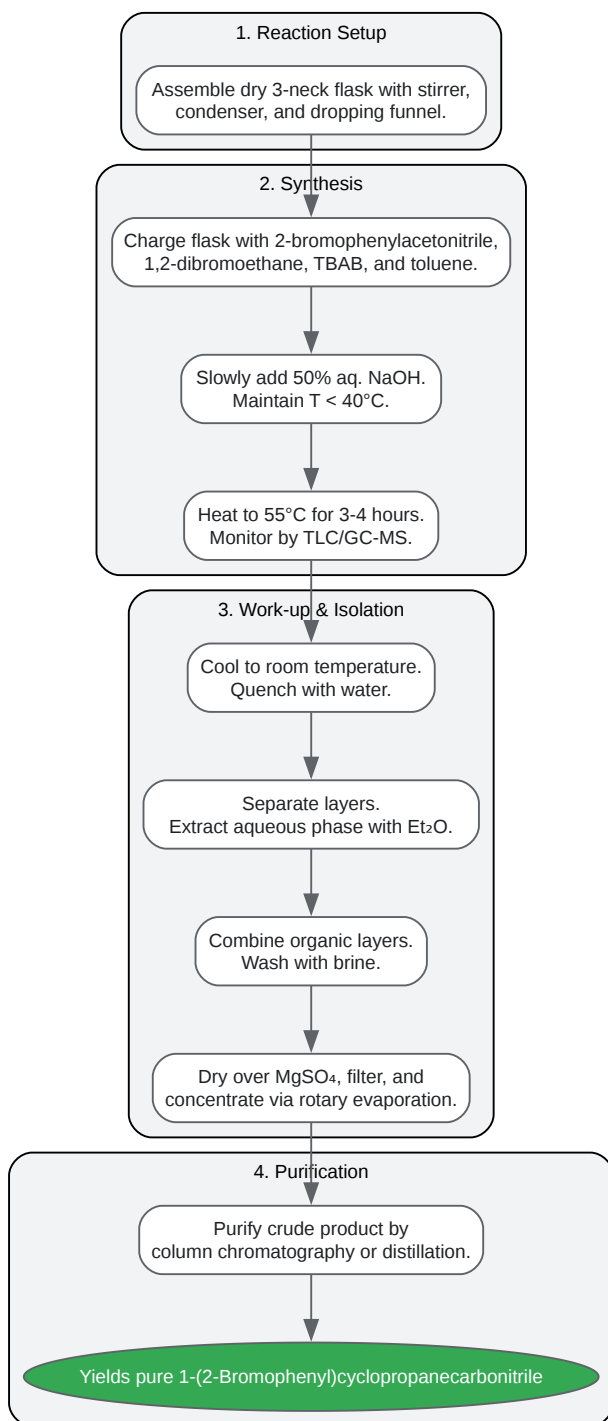 1. Reaction Setup
Assemble dry 3-neck flask with stirrer,
condenser, and dropping funnel.
2. Synthesis
Charge flask with 2-bromophenylacetonitrile,
1,2-dibromoethane, TBAB, and toluene.
Slowly add 50% aq. NaOH.
Maintain T < 40°C.
Heat to 55°C for 3-4 hours.
Monitor by TLC/GC-MS.
3. Work-up & Isolation
Cool to room temperature.
Quench with water.
Separate layers.
Extract aqueous phase with Et₂O.
Combine organic layers.
Wash with brine.
Dry over MgSO₄, filter, and
concentrate via rotary evaporation.
4. Purification
Purify crude product by
column chromatography or distillation.
Yields pure 1-(2-Bromophenyl)cyclopropanecarbonitrile